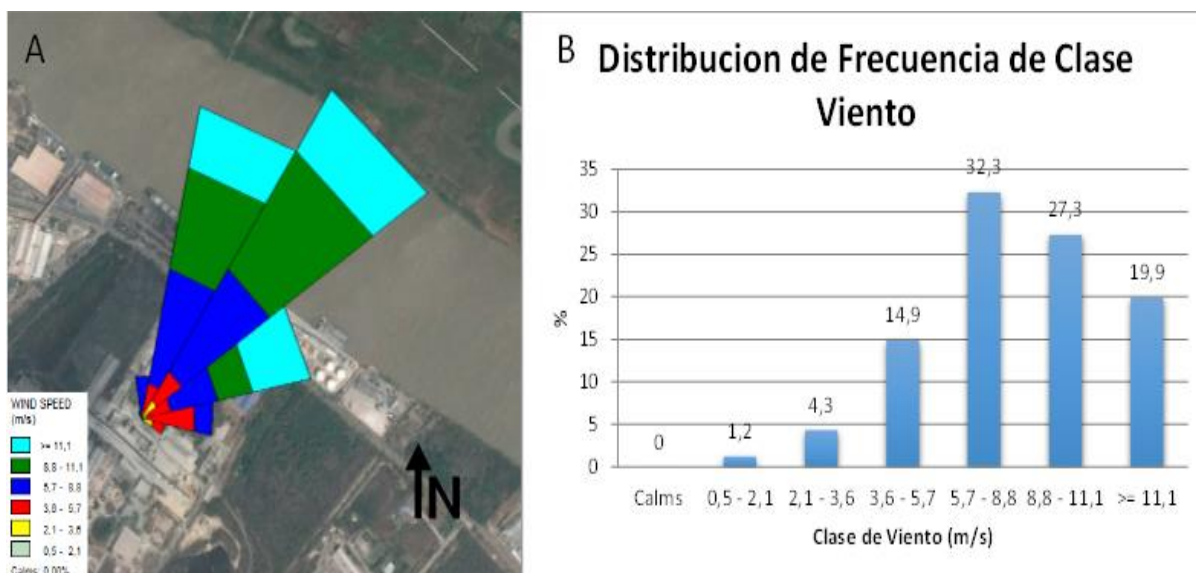 A
WIND SPEED
(m/s)
>= 11,1
8,8 - 11,1
5,7 - 8,8
3,6 - 5,7
2,1 - 3,6
0,5 - 2,1
Calms: 0,00%
N
B
Distribucion de Frecuencia de Clase
Viento
35
30
25
20
15
10
5
0
%
0
1,2
4,3
14,9
32,3
27,3
19,9
Calms 0,5 - 2,1 2,1 - 3,6 3,6 - 5,7 5,7 - 8,8 8,8 - 11,1 >= 11,1
Clase de Viento (m/s)